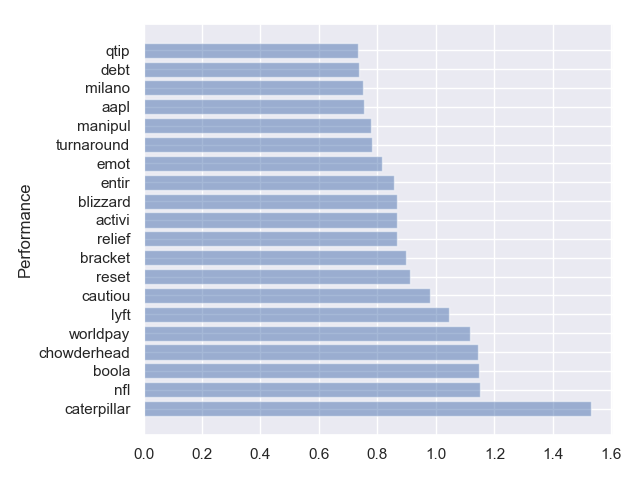 qtip
debt
milano
aapl
manipul
turnaround
emot
entir
blizzard
activi
relief
bracket
reset
cautiou
lyft
worldpay
chowderhead
boola
nfl
caterpillar
Performance
0.0 0.2 0.4 0.6 0.8 1.0 1.2 1.4 1.6